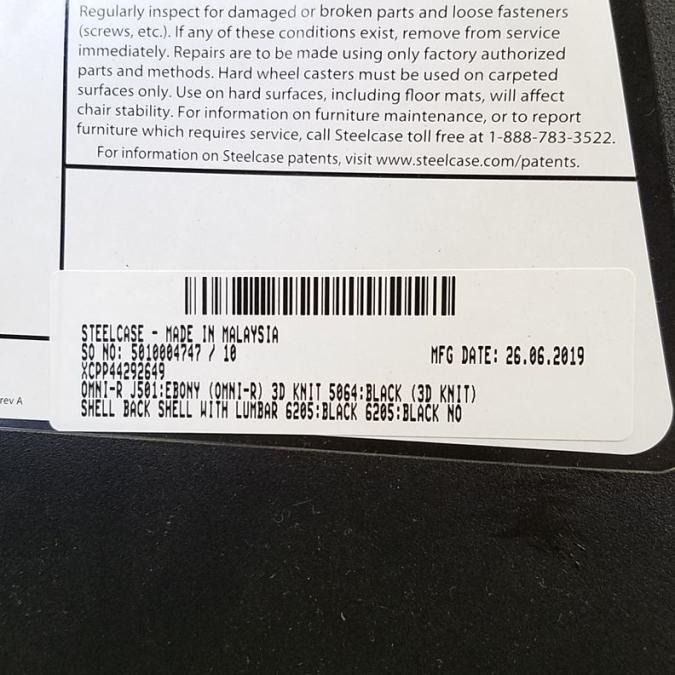 Regularly inspect for damaged or broken parts and loose fasteners
(screws, etc.). If any of these conditions exist, remove from service
immediately. Repairs are to be made using only factory authorized
parts and methods. Hard wheel casters must be used on carpeted
surfaces only. Use on hard surfaces, including floor mats, will affect
chair stability. For information on furniture maintenance, or to report
furniture which requires service, call Steelcase toll free at 1-888-783-3522.
For information on Steelcase patents, visit www.steelcase.com/patents.
STEELCASE - MADE IN MALAYSIA
SO NO: 5010004747 / 10 MFG DATE: 26.06.2019
XCPP44292649
OMNI-R J501:EBONY (OMNI-R) 3D KNIT 5064:BLACK (3D KNIT)
SHELL BACK SHELL WITH LUMBAR 6205:BLACK 6205:BLACK NO
rev A